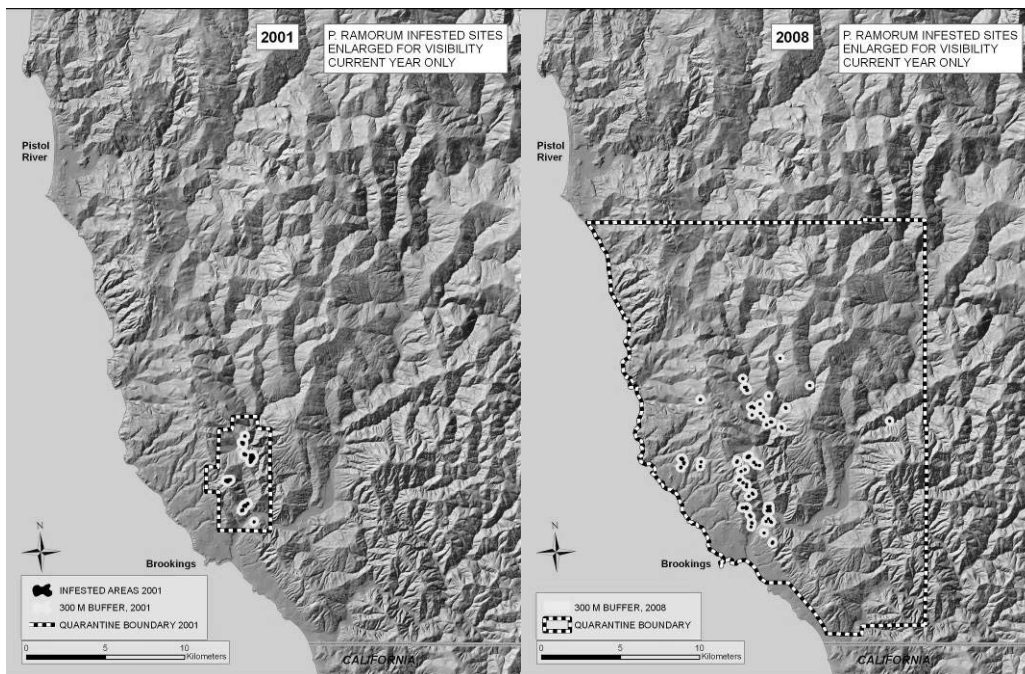 2001
P. RAMORUM INFESTED SITES
ENLARGED FOR VISIBILITY
CURRENT YEAR ONLY
Pistol
River
N
Brookings
INFESTED AREAS 2001
300 M BUFFER, 2001
QUARANTINE BOUNDARY 2001
0 5 10
Kilometers
CALIFORNIA
2008
P. RAMORUM INFESTED SITES
ENLARGED FOR VISIBILITY
CURRENT YEAR ONLY
Pistol
River
N
Brookings
300 M BUFFER, 2008
QUARANTINE BOUNDARY
0 5 10
Kilometers
CALIFORNIA